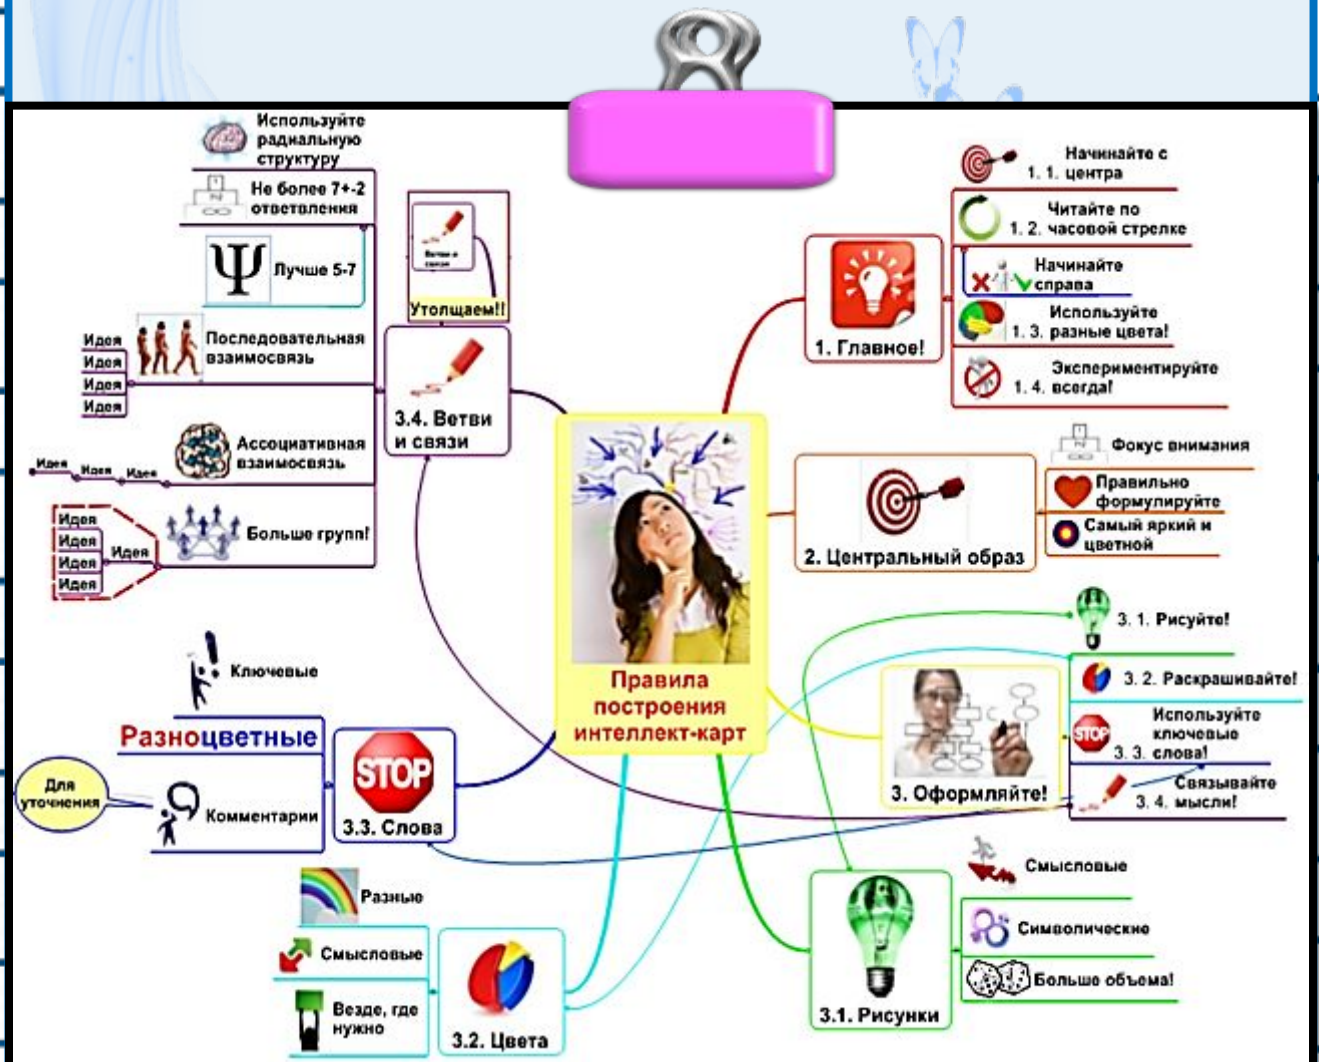 Правила
построения
интеллект-карт
1. Главное!
Начинайте с
1. 1. центра
Читайте по
1. 2. часовой стрелке
Начинайте
справа
Используйте
1. 3. разные цвета!
Экспериментируйте
1. 4. всегда!
2. Центральный образ
Фокус внимания
Правильно
формулируйте
Самый яркий и
цветной
3. Оформляйте!
3. 1. Рисуйте!
3. 2. Раскрашивайте!
Используйте
ключевые
3. 3. слова!
Связывайте
3. 4. мысли!
3.1. Рисунки
Смысловые
Символические
Больше объема!
3.2. Цвета
Разные
Смысловые
Везде, где
нужно
STOP
3.3. Слова
STOP
Ключевые
Разноцветные
Комментарии
Для
уточнения
3.4. Ветви
и связи
Ветви и
связи
Утолщаем!!
Используйте
радиальную
структуру
Не более 7+-2
ответвления
Ψ
Лучше 5-7
Последовательная
взаимосвязь
Идея
Идея
Идея
Идея
Ассоциативная
взаимосвязь
Идея
Идея
Идея
Больше групп!
Идея
Идея
Идея
Идея
Идея